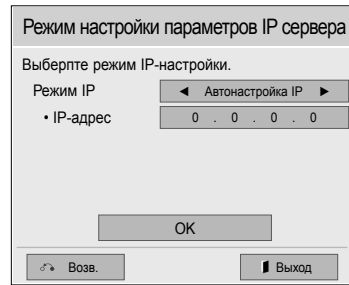 Режим настройки параметров IP сервера
Выберпте режим IP-настройки.
Режим IP ◄ Автонастройка IP ►
• IP-адрес 0 . 0 . 0 . 0
OK
Возв. Выход